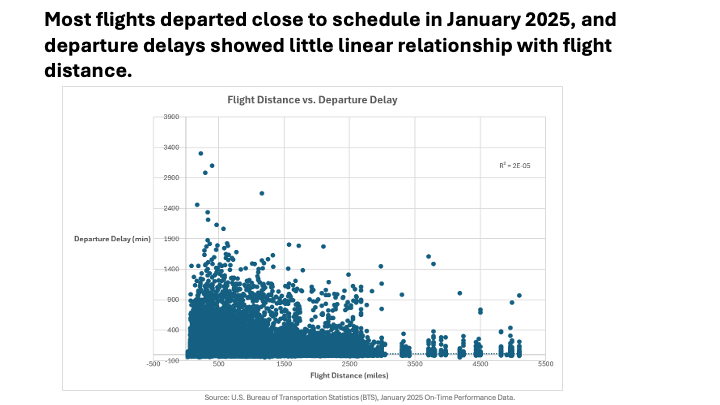 Most flights departed close to schedule in January 2025, and
departure delays showed little linear relationship with flight
distance.
Flight Distance vs. Departure Delay
3900
3400
R² = 2E-05
2900
2400
Departure Delay (min)
1900
1400
900
400
-100
-500 500 1500 2500 3500 4500 5500
Flight Distance (miles)
Source: U.S. Bureau of Transportation Statistics (BTS), January 2025 On-Time Performance Data.